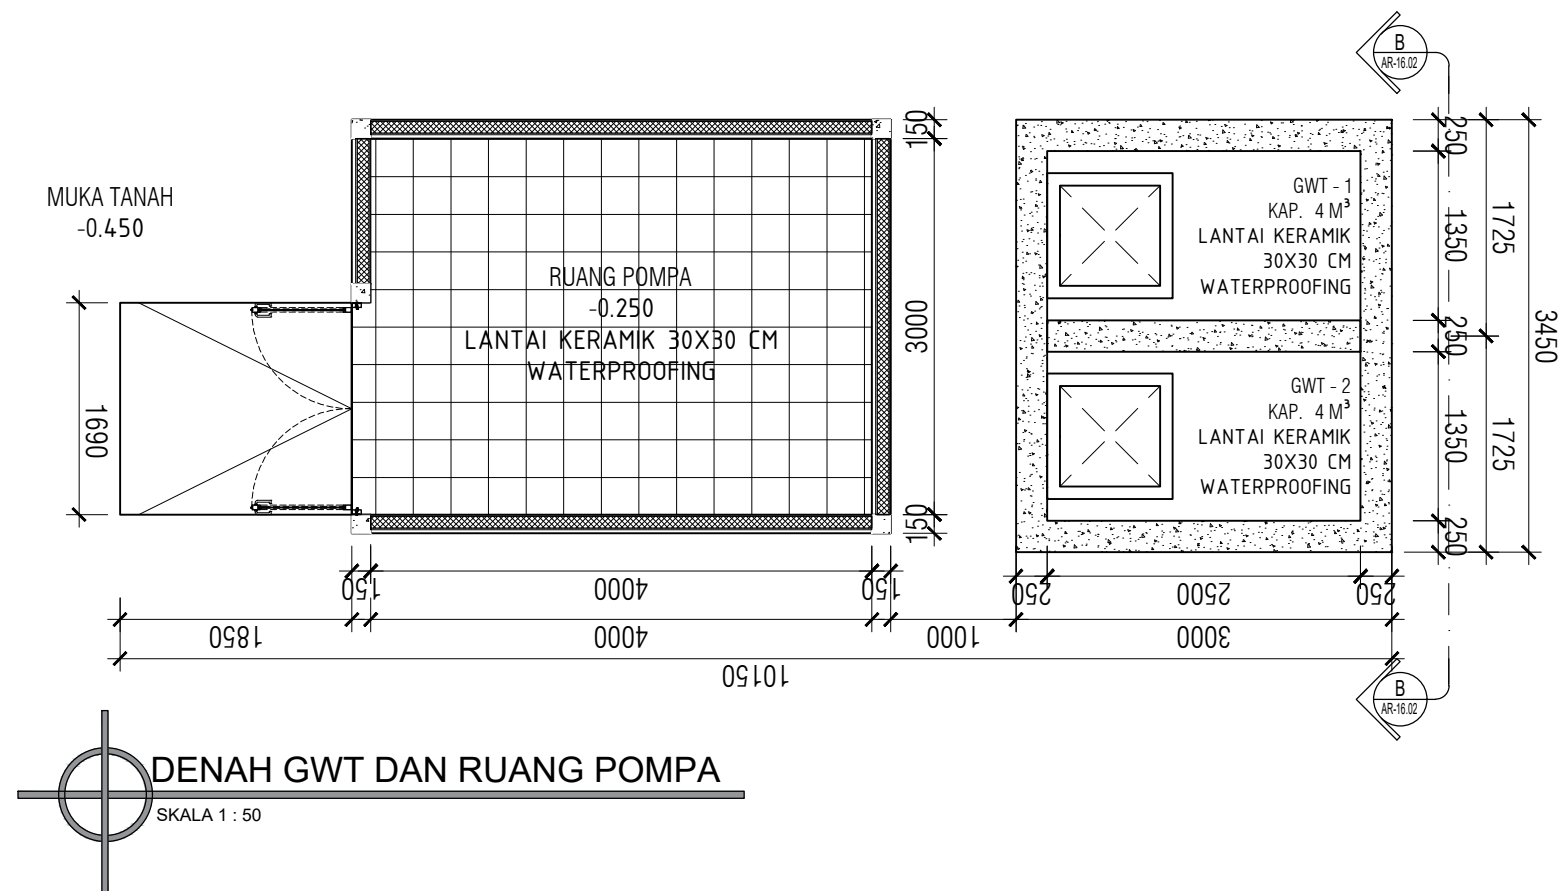 B
AR-16.02
MUKA TANAH
-0.450
RUANG POMPA
-0.250
LANTAI KERAMIK 30X30 CM
WATERPROOFING
GWT - 1
KAP. 4 M³
LANTAI KERAMIK
30X30 CM
WATERPROOFING
GWT - 2
KAP. 4 M³
LANTAI KERAMIK
30X30 CM
WATERPROOFING
1690
150
3000
150
250
1350
250
1350
250
1725
1725
3450
150
4000
150
250
2500
250
1850
4000
1000
3000
10150
B
AR-16.02
DENAH GWT DAN RUANG POMPA
SKALA 1 : 50